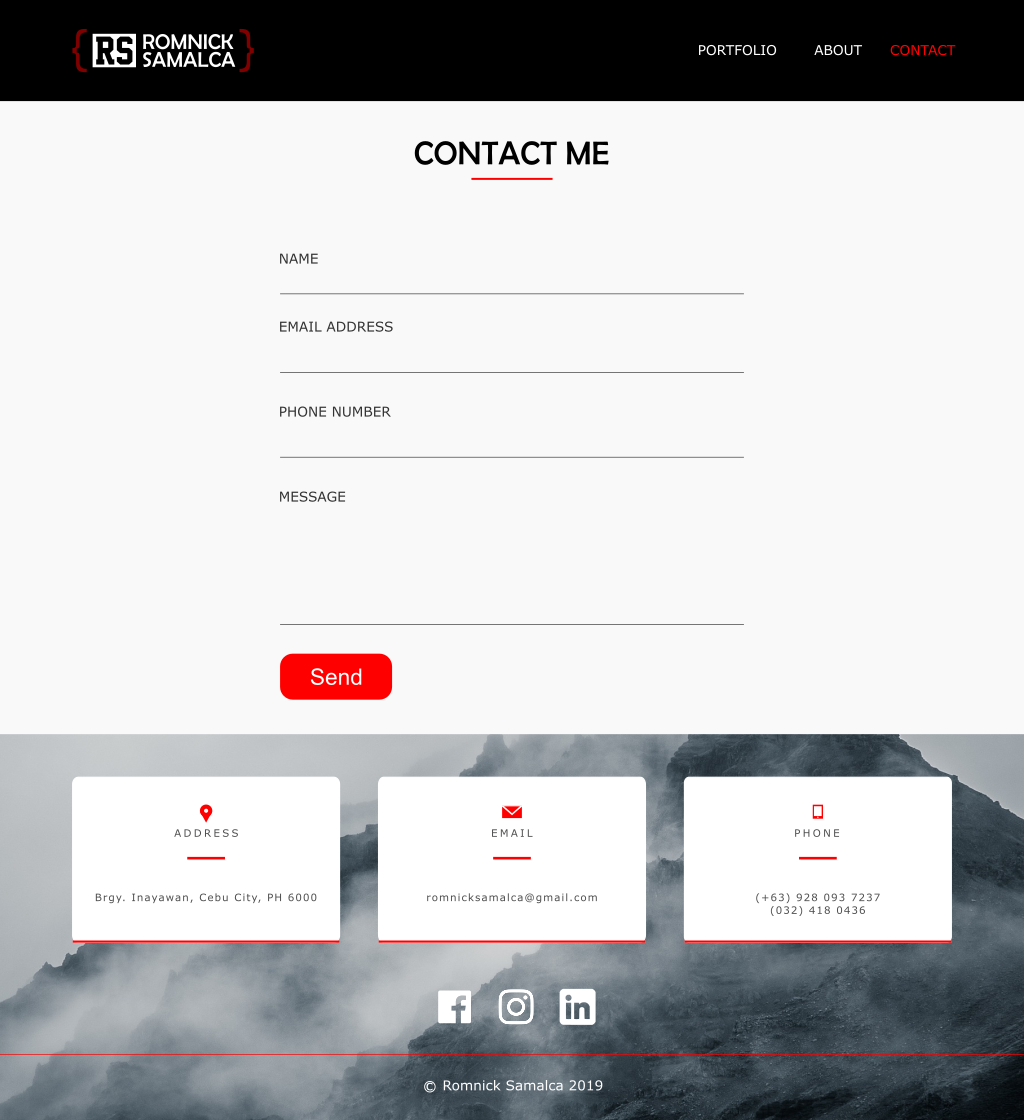 { RS ROMNICK
SAMALCA }
PORTFOLIO ABOUT CONTACT
CONTACT ME
NAME
EMAIL ADDRESS
PHONE NUMBER
MESSAGE
Send
ADDRESS
Brgy. Inayawan, Cebu City, PH 6000
EMAIL
romnicksamalca@gmail.com
PHONE
(+63) 928 093 7237
(032) 418 0436
in
© Romnick Samalca 2019